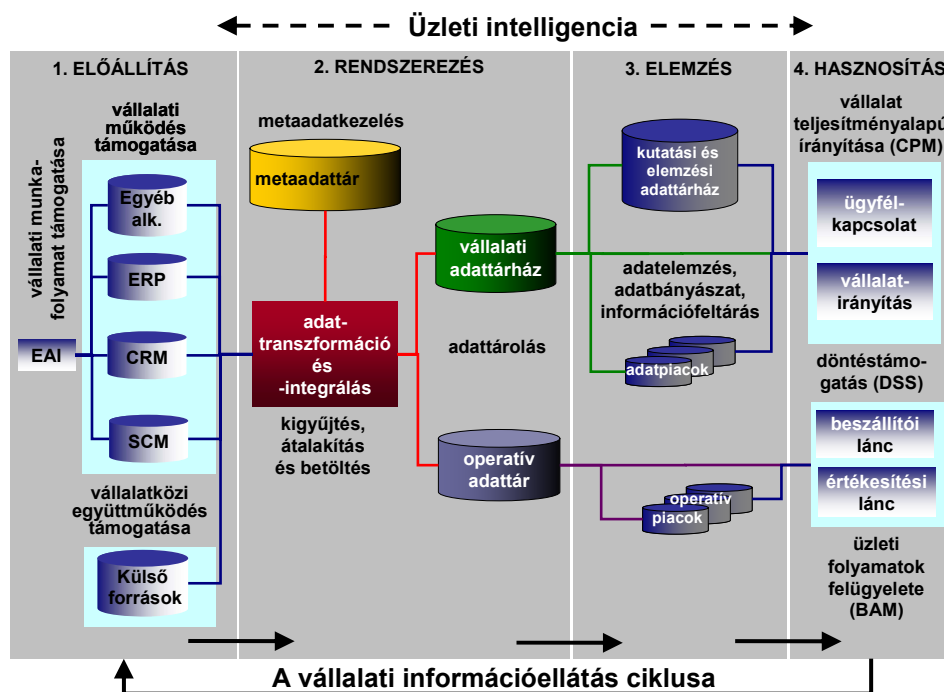 Üzleti intelligencia
1. ELŐÁLLÍTÁS
vállalati
működés
támogatása
vállalati munka-
folyamat támogatása
EAI
Egyéb
alk.
ERP
CRM
SCM
vállalatközi
együttműködés
támogatása
Külső
források
2. RENDSZEREZÉS
metaadatkezelés
metaadattár
adat-
transzformáció
és
-integrálás
kigyűjtés,
átalakítás
és betöltés
vállalati
adattárház
adattárolás
operatív
adattár
3. ELEMZÉS
kutatási és
elemzési
adattárház
adatelemzés,
adatbányászat,
információfeltárás
adatpiacok
operatív
piacok
4. HASZNOSÍTÁS
vállalat
teljesítményalapú
irányítása (CPM)
ügyfél-
kapcsolat
vállalat-
irányítás
döntéstámo-
gatás (DSS)
beszállítói
lánc
értékesítési
lánc
üzleti
folyamatok
felügyelete
(BAM)
A vállalati információellátás ciklusa